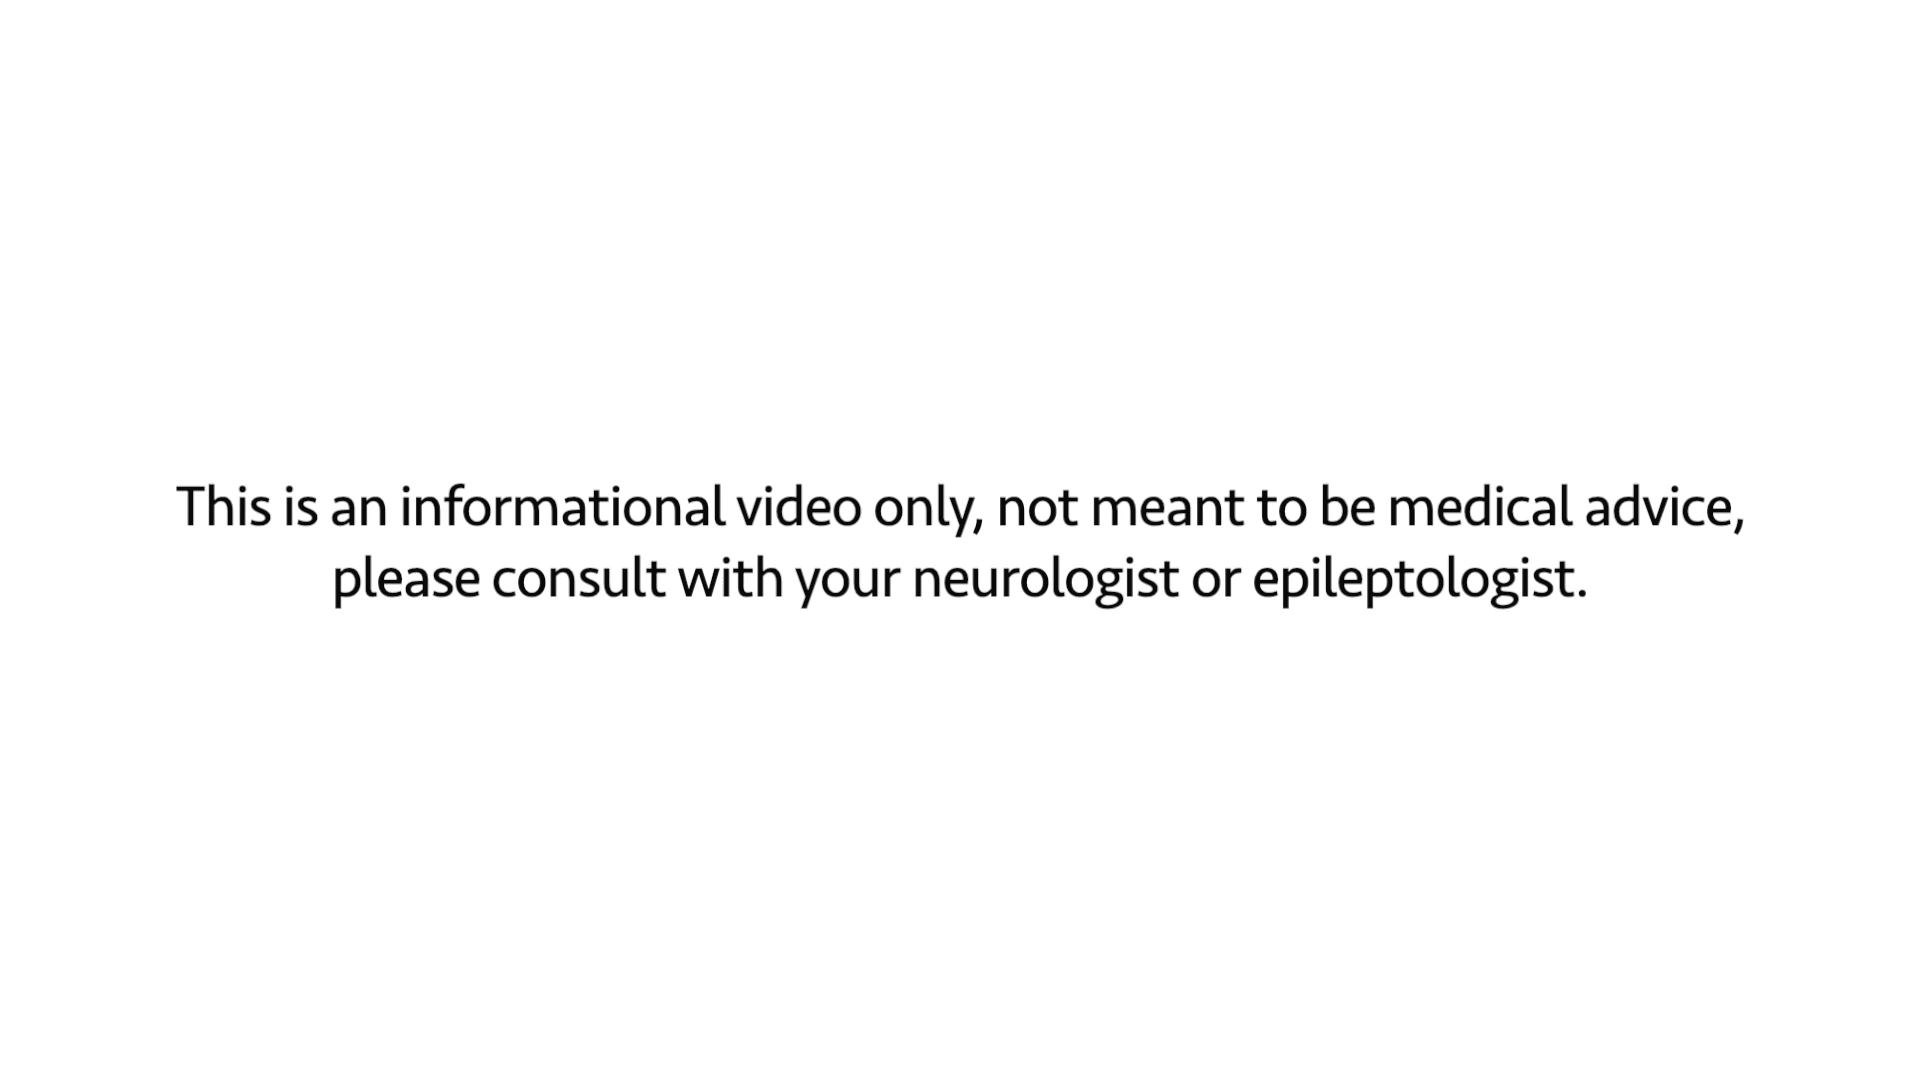 This is an informational video only, not meant to be medical advice,
please consult with your neurologist or epileptologist.